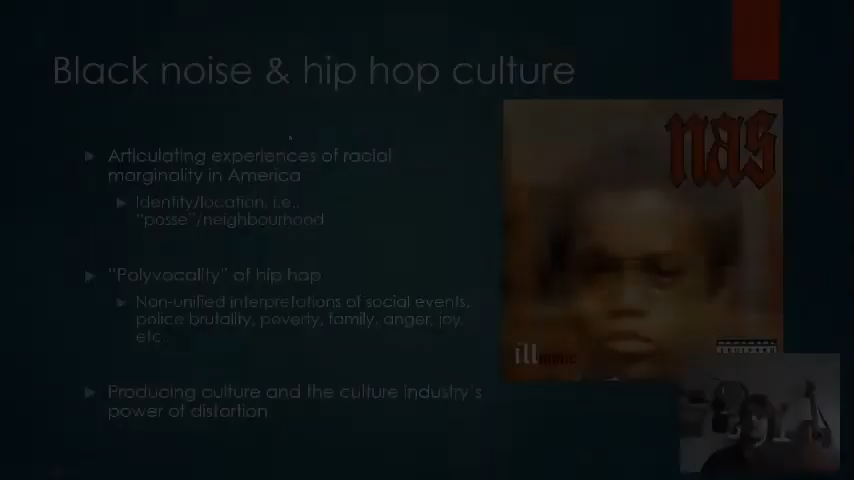 Black noise & hip hop culture
Articulating experiences of racial
marginality in America
Identity/location, i.e.,
"posse"/neighbourhood
"Polyvocality" of hip hop
Non-unified interpretations of social events,
police brutality, poverty, family, anger, joy
etc.
Producing culture and the culture industry's
power of distortion
nas
illmatic